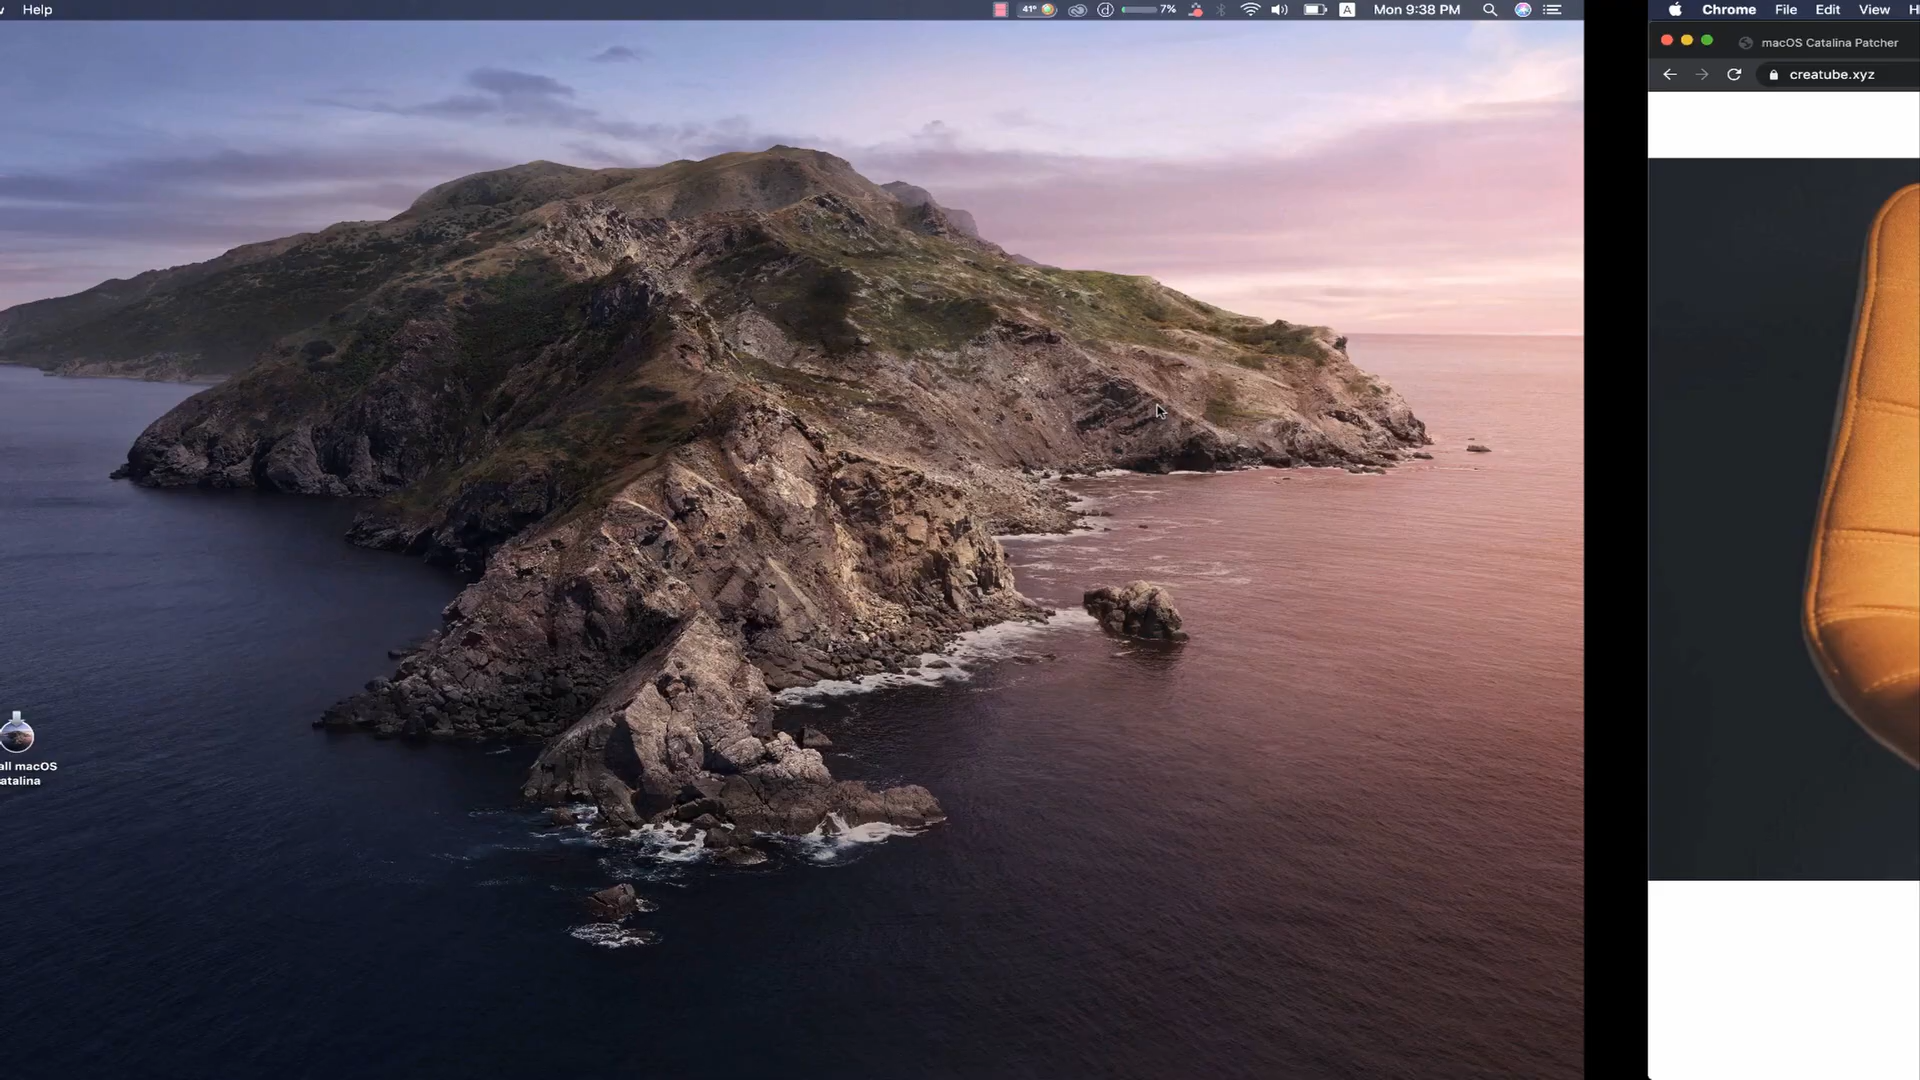 Help
41°
7%
A
Mon 9:38 PM
Chrome File Edit View H
macOS Catalina Patcher
creatube.xyz
all macOS
atalina